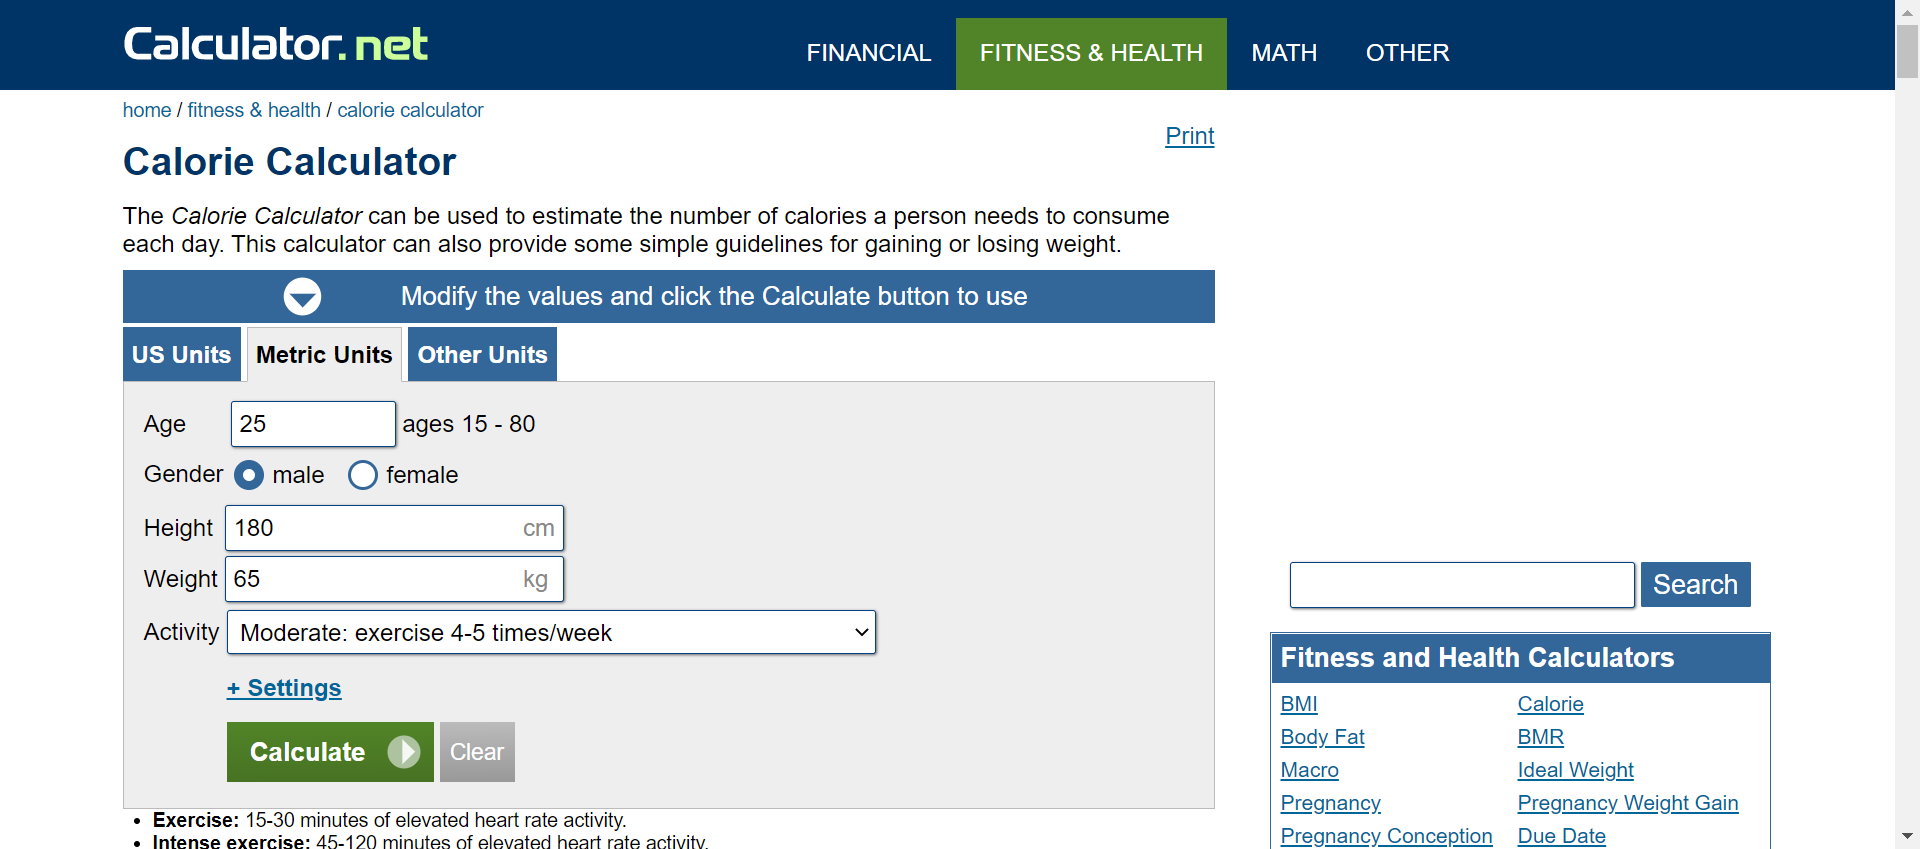 Calculator.net
FINANCIAL FITNESS & HEALTH MATH OTHER
home / fitness & health / calorie calculator
Print
Calorie Calculator
The Calorie Calculator can be used to estimate the number of calories a person needs to consume
each day. This calculator can also provide some simple guidelines for gaining or losing weight.
Modify the values and click the Calculate button to use
US Units Metric Units Other Units
Age 25 ages 15 - 80
Gender male female
Height 180 cm
Weight 65 kg
Activity Moderate: exercise 4-5 times/week
+ Settings
Calculate Clear
Exercise: 15-30 minutes of elevated heart rate activity.
Intense exercise: 45-120 minutes of elevated heart rate activity.
Search
Fitness and Health Calculators
BMI Calorie
Body Fat BMR
Macro Ideal Weight
Pregnancy Pregnancy Weight Gain
Pregnancy Conception Due Date